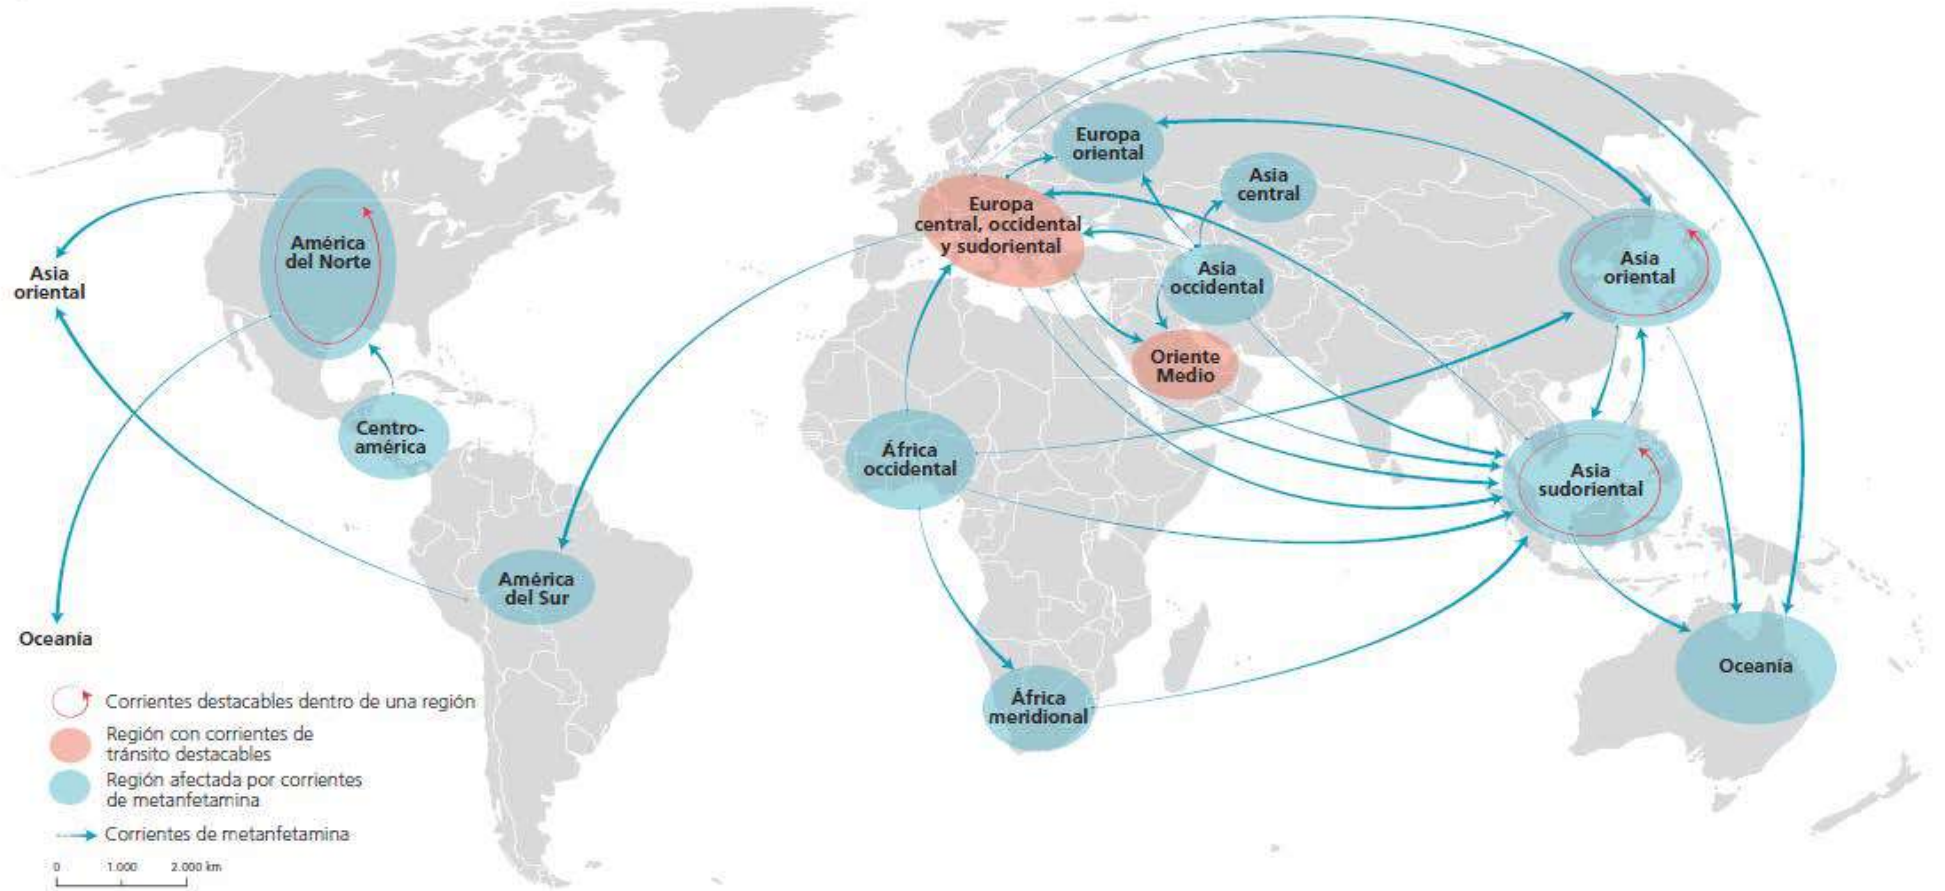 Europa
oriental
Asia
central
Europa
central, occidental
y sudoriental
América
del Norte
Asia
oriental
Asia
occidental
Asia
oriental
Oriente
Medio
Centro-
américa
África
occidental
Asia
sudoriental
América
del Sur
Oceanía
Oceanía
África
meridional
Corrientes destacables dentro de una región
Región con corrientes de
tránsito destacables
Región afectada por corrientes
de metanfetamina
Corrientes de metanfetamina
0 1.000 2.000 km